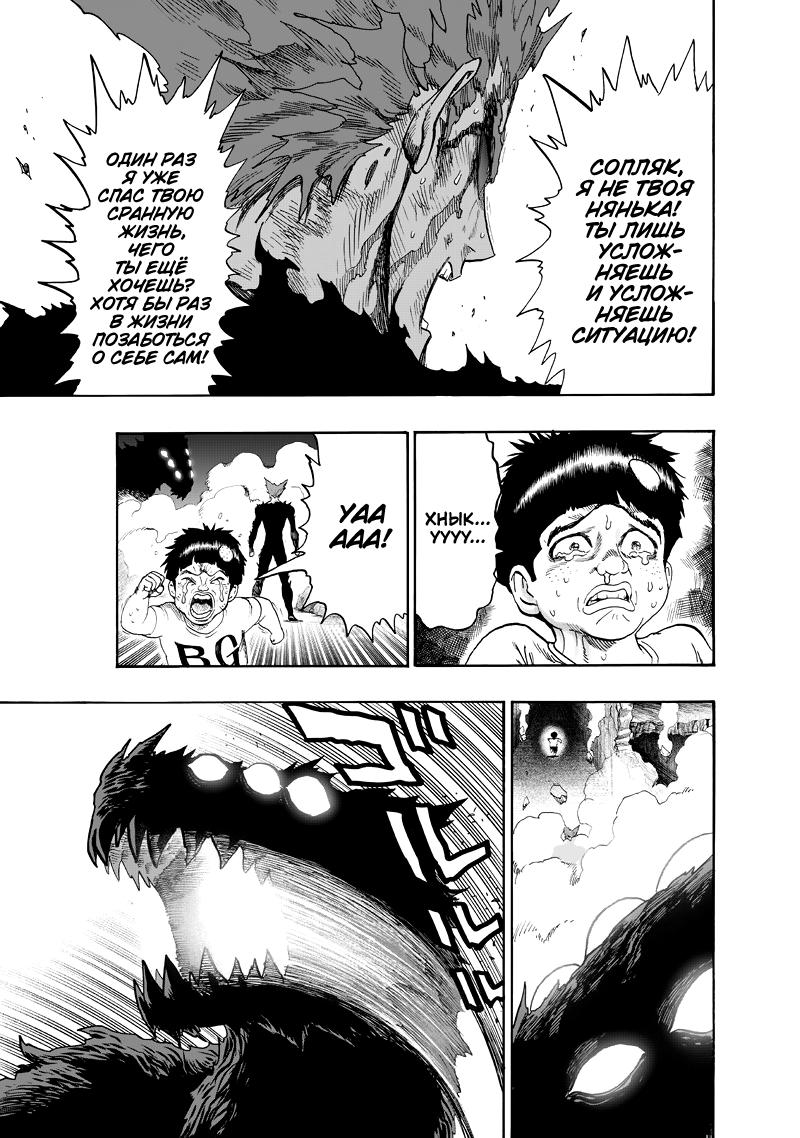 СОПЛЯК,
Я НЕ ТВОЯ
НЯНЬКА!
ТЫ ЛИШЬ
УСЛОЖ-
НЯЕШЬ
И УСЛОЖ-
НЯЕШЬ
СИТУАЦИЮ!
ОДИН РАЗ
Я УЖЕ
СПАС ТВОЮ
СРАННУЮ
ЖИЗНЬ,
ЧЕГО
ТЫ ЕЩЁ
ХОЧЕШЬ?
ХОТЯ БЫ РАЗ
В ЖИЗНИ
ПОЗАБОТЬСЯ
О СЕБЕ САМ!
ХНЫК...
УУУУ...
УАА
ААА!
BG